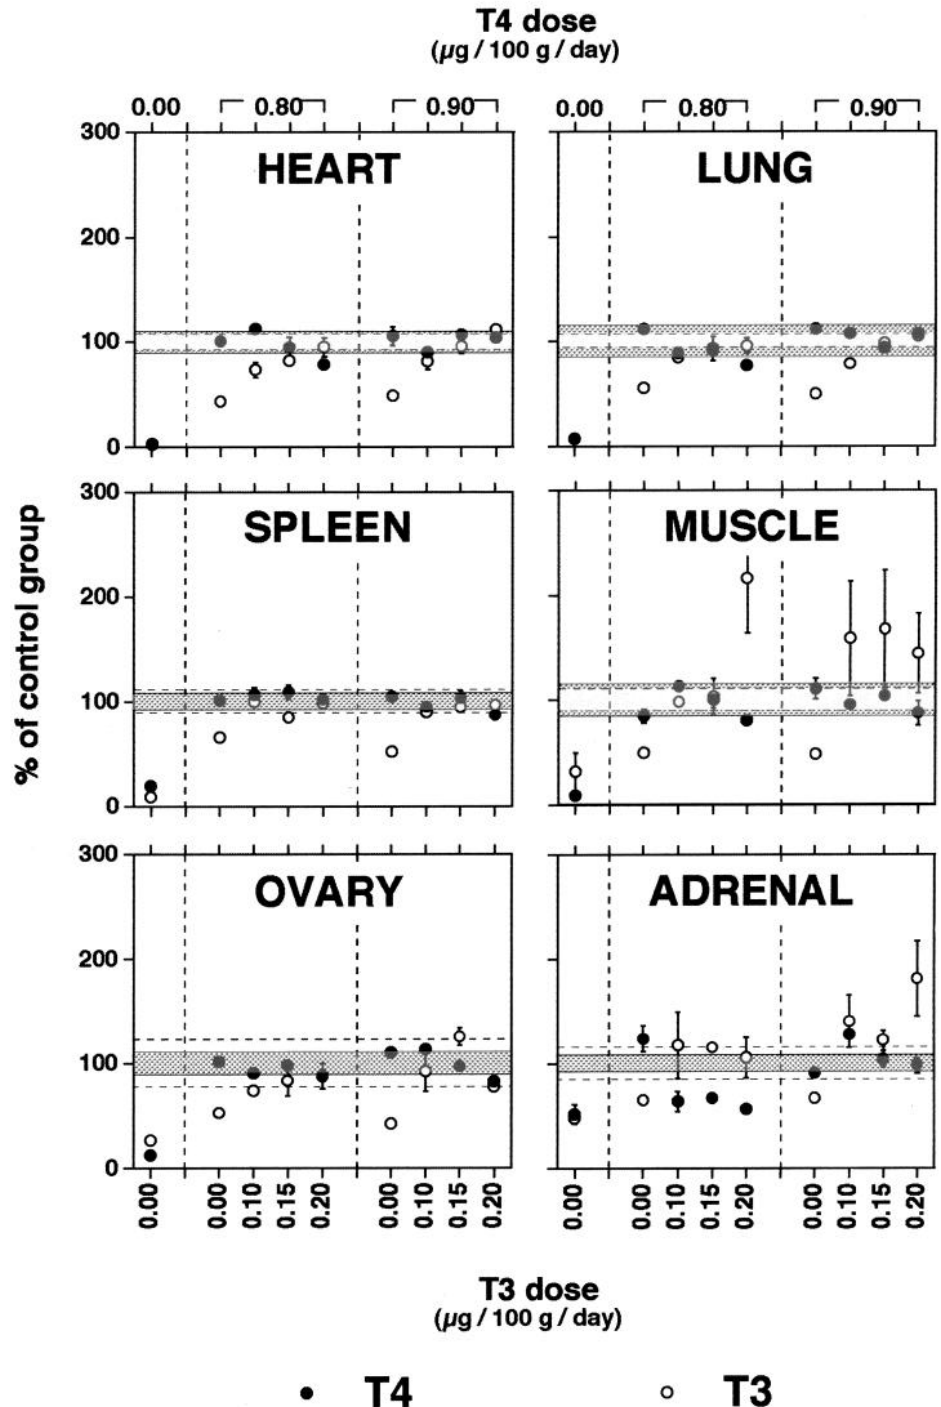 T4 dose
(µg / 100 g / day)
0.00 0.80 0.90 0.00 0.80 0.90
300
HEART LUNG
200
100
0
300
SPLEEN MUSCLE
200
100
0
% of control group
300
OVARY ADRENAL
200
100
0
0.00 0.00 0.10 0.15 0.20 0.00 0.10 0.15 0.20 0.00 0.00 0.10 0.15 0.20 0.00 0.10 0.15 0.20
T3 dose
(µg / 100 g / day)
T4 T3